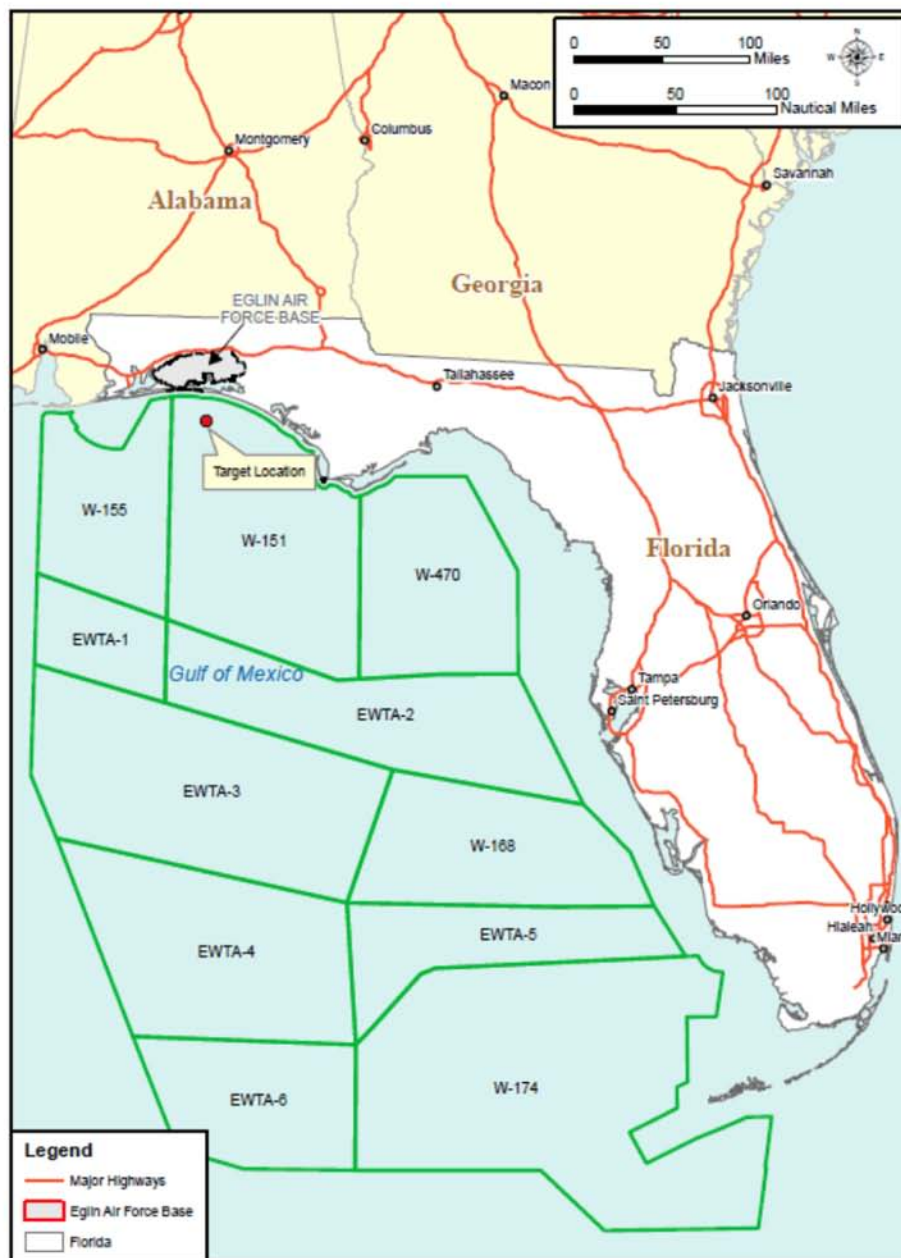 0 50 100
Miles
0 50 100
Nautical Miles
N
W E
S
Macon
Montgomery
Columbus
Savannah
Alabama
Georgia
EGLIN AIR
FORCE BASE
Mobile
Tallahassee
Jacksonville
Target Location
W-155
W-151
W-470
Florida
Orlando
EWTA-1
Gulf of Mexico
Tampa
Saint Petersburg
EWTA-2
EWTA-3
W-168
Hollywoo
EWTA-5
Hialeah
Miar
EWTA-4
W-174
EWTA-6
Legend
Major Highways
Eglin Air Force Base
Florida